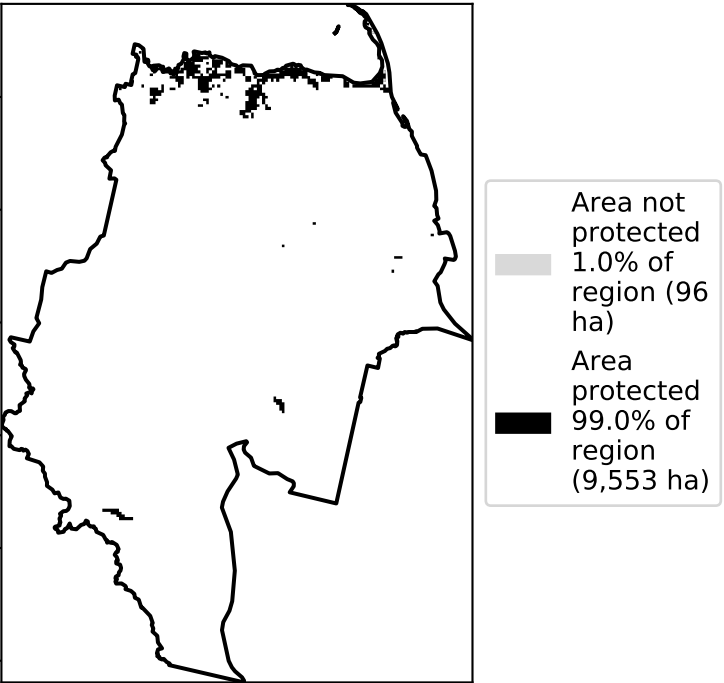 Area not
protected
1.0% of
region (96
ha)
Area
protected
99.0% of
region
(9,553 ha)